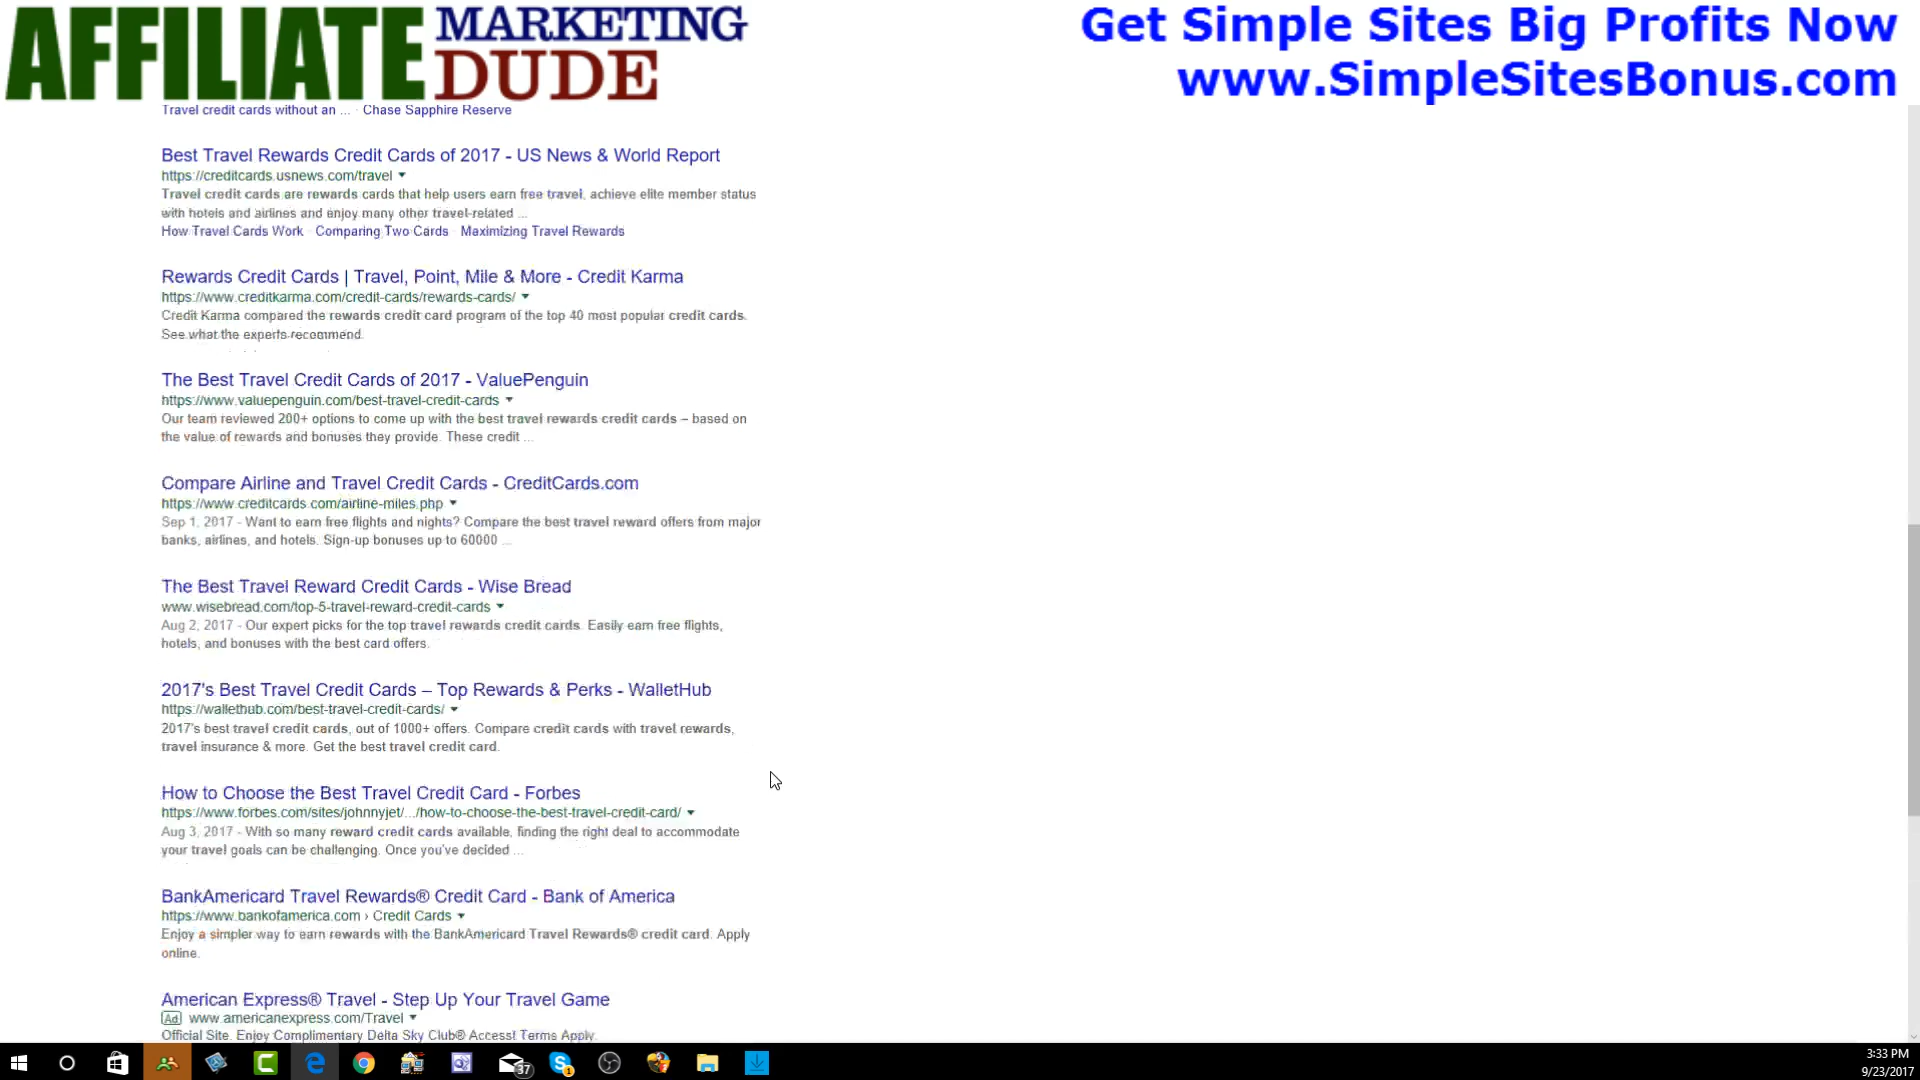 AFFILIATE MARKETING DUDE
Get Simple Sites Big Profits Now
www.SimpleSitesBonus.com
Travel credit cards without an ... · Chase Sapphire Reserve
Best Travel Rewards Credit Cards of 2017 - US News & World Report
https://creditcards.usnews.com/travel
Travel credit cards are rewards cards that help users earn free travel, achieve elite member status
with hotels and airlines and enjoy many other travel-related ...
How Travel Cards Work · Comparing Two Cards · Maximizing Travel Rewards
Rewards Credit Cards | Travel, Point, Mile & More - Credit Karma
https://www.creditkarma.com/credit-cards/rewards-cards/
Credit Karma compared the rewards credit card program of the top 40 most popular credit cards.
See what the experts recommend.
The Best Travel Credit Cards of 2017 - ValuePenguin
https://www.valuepenguin.com/best-travel-credit-cards
Our team reviewed 200+ options to come up with the best travel rewards credit cards – based on
the value of rewards and bonuses they provide. These credit ...
Compare Airline and Travel Credit Cards - CreditCards.com
https://www.creditcards.com/airline-miles.php
Sep 1, 2017 - Want to earn free flights and nights? Compare the best travel reward offers from major
banks, airlines, and hotels. Sign-up bonuses up to 60000 ...
The Best Travel Reward Credit Cards - Wise Bread
www.wisebread.com/top-5-travel-reward-credit-cards
Aug 2, 2017 - Our expert picks for the top travel rewards credit cards. Easily earn free flights,
hotels, and bonuses with the best card offers.
2017's Best Travel Credit Cards – Top Rewards & Perks - WalletHub
https://wallethub.com/best-travel-credit-cards/
2017's best travel credit cards, out of 1000+ offers. Compare credit cards with travel rewards,
travel insurance & more. Get the best travel credit card.
How to Choose the Best Travel Credit Card - Forbes
https://www.forbes.com/sites/johnnyjet/.../how-to-choose-the-best-travel-credit-card/
Aug 3, 2017 - With so many reward credit cards available, finding the right deal to accommodate
your travel goals can be challenging. Once you've decided ...
BankAmericard Travel Rewards® Credit Card - Bank of America
https://www.bankofamerica.com › Credit Cards
Enjoy a simpler way to earn rewards with the BankAmericard Travel Rewards® credit card. Apply
online.
American Express® Travel - Step Up Your Travel Game
Ad www.americanexpress.com/Travel
Official Site. Enjoy Complimentary Delta Sky Club® Access! Terms Apply.
37
1
3:33 PM
9/23/2017